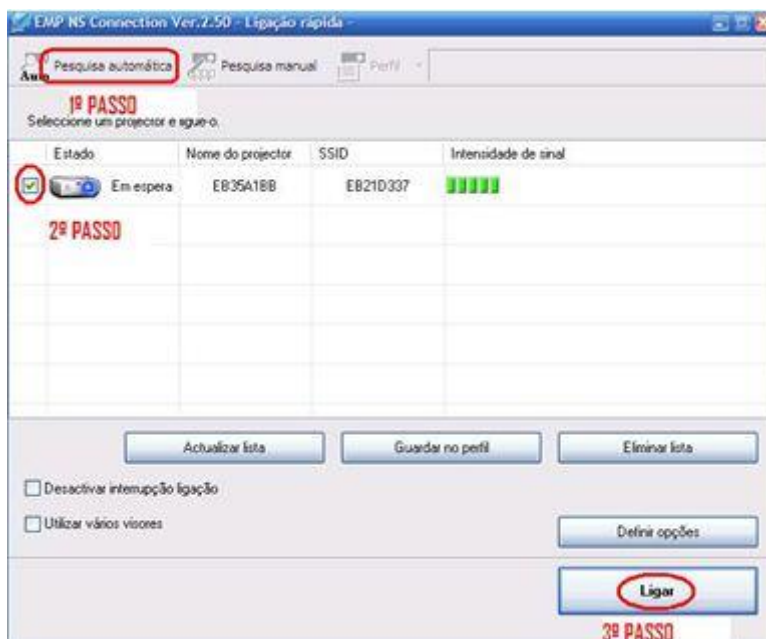 EMP NS Connection Ver.2.50 - Ligação rápida -
Auto Pesquisa automática Pesquisa manual Perfil
1º PASSO
Seleccione um projector e ligue-o.
Estado Nome do projector SSID Intensidade de sinal
Em espera EB35A1BB EB21D337
2º PASSO
Actualizar lista Guardar no perfil Eliminar lista
Desactivar interrupção ligação
Utilizar vários visores
Definir opções
Ligar
3º PASSO